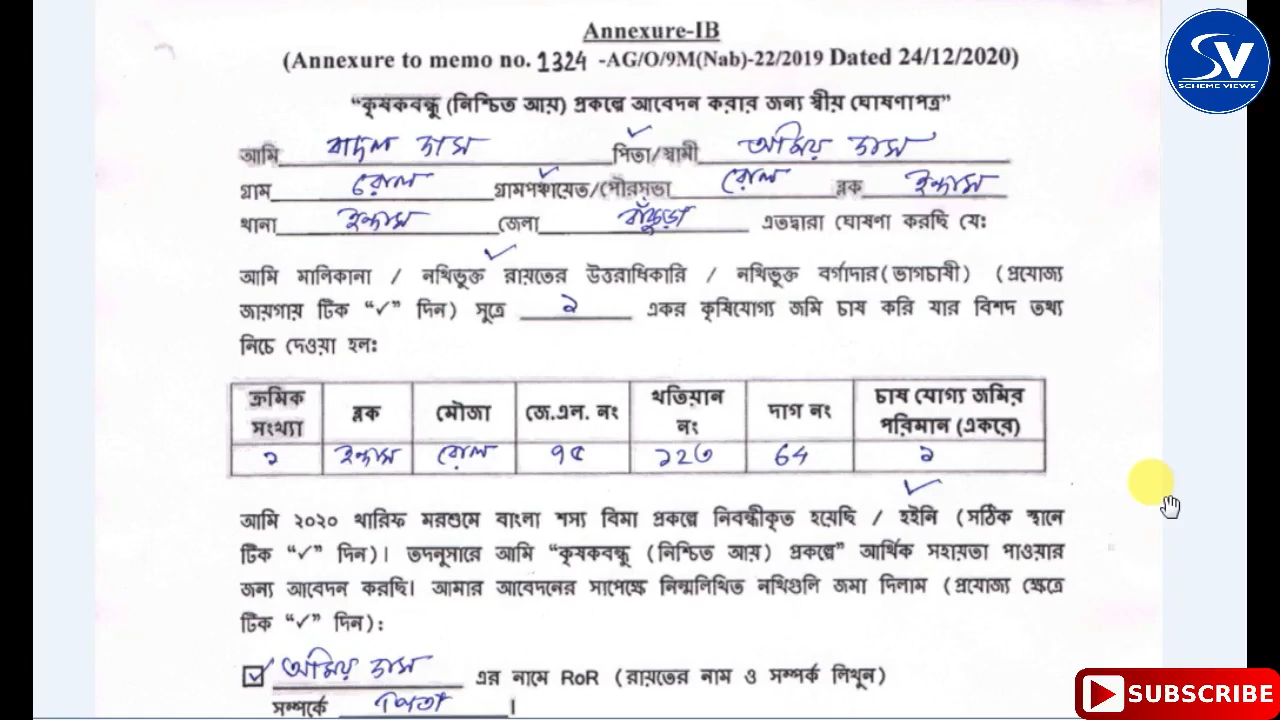 Annexure-IB
(Annexure to memo no. 1324 -AG/O/9M(Nab)-22/2019 Dated 24/12/2020)
SV
SCHEME VIEWS
“কৃষকবন্ধু (নিশ্চিত আয়) প্রকল্পে আবেদন করার জন্য স্বীয় ঘোষণাপত্র”
আমি বাদল দাস পিতা/স্বামী অমিয় দাস
গ্রাম রোল গ্রামপঞ্চায়েত/পৌরসভা রোল ব্লক ইন্দাস
থানা ইন্দাস জেলা বাঁকুড়া এতদ্বারা ঘোষণা করছি যে:
আমি মালিকানা / নথিভুক্ত রায়তের উত্তরাধিকারি / নথিভুক্ত বর্গাদার(ভাগচাষী) (প্রযোজ্য
জায়গায় টিক “✓” দিন) সূত্রে ১ একর কৃষিযোগ্য জমি চাষ করি যার বিশদ তথ্য
নিচে দেওয়া হল:
ক্রমিক সংখ্যা ব্লক মৌজা জে.এল. নং খতিয়ান নং দাগ নং চাষ যোগ্য জমির পরিমান (একরে)
১ ইন্দাস রোল ৭৫ ১২৩ 64 ১
আমি ২০২০ খারিফ মরশুমে বাংলা শস্য বিমা প্রকল্পে নিবন্ধীকৃত হয়েছি / হইনি (সঠিক স্থানে
টিক “✓” দিন)। তদনুসারে আমি “কৃষকবন্ধু (নিশ্চিত আয়) প্রকল্পে” আর্থিক সহায়তা পাওয়ার
জন্য আবেদন করছি। আমার আবেদনের সাপেক্ষে নিম্নলিখিত নথিগুলি জমা দিলাম (প্রযোজ্য ক্ষেত্রে
টিক “✓” দিন):
অমিয় দাস এর নামে RoR (রায়তের নাম ও সম্পর্ক লিখুন)
সম্পর্কে পিতা ।
SUBSCRIBE